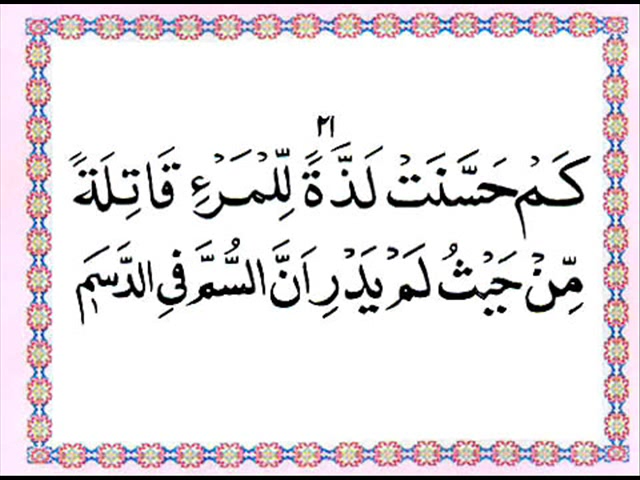 ٢١
كَمْ حَسَّنَتْ لَذَّةً لِّلْمَرْءِ قَاتِلَةً
مِّنْ حَيْثُ لَمْ يَدْرِ اَنَّ السُّمَّ فِي الدَّسَمِ